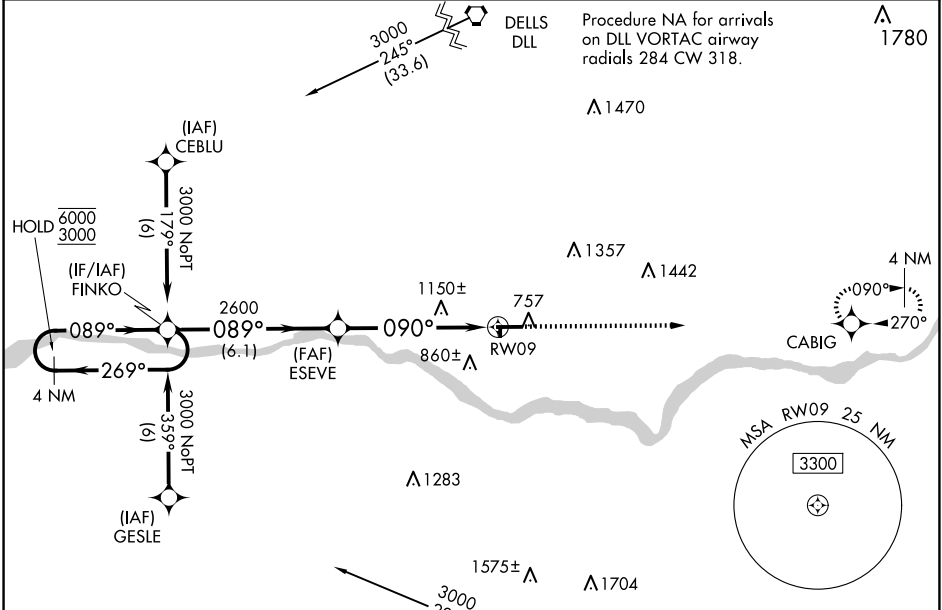 DELLS
DLL
3000
245°
(33.6)
Procedure NA for arrivals
on DLL VORTAC airway
radials 284 CW 318.
1780
1470
(IAF)
CEBLU
3000 NoPT
179°
(6)
HOLD
6000
3000
(IF/IAF)
FINKO
089°
269°
4 NM
2600
089°
(6.1)
(FAF)
ESEVE
090°
1150±
860±
757
RW09
1357
1442
4 NM
090°
270°
CABIG
3000 NoPT
359°
(6)
(IAF)
GESLE
1283
MSA RW09 25 NM
3300
1575±
1704
3000